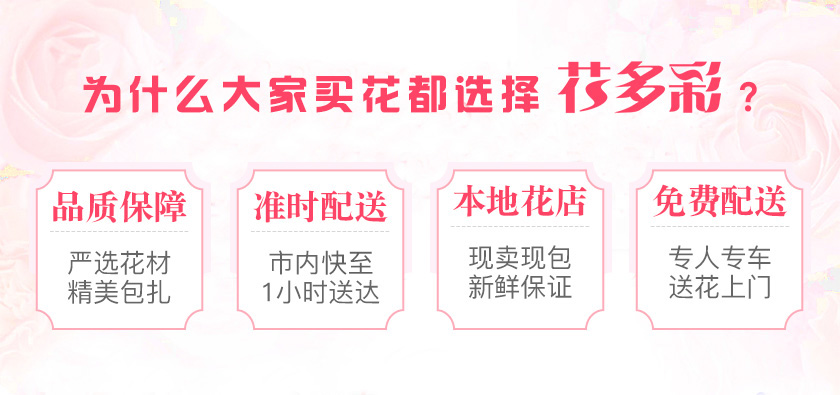 为什么大家买花都选择 花多彩？
品质保障
严选花材
精美包扎
准时配送
市内快至
1小时送达
本地花店
现卖现包
新鲜保证
免费配送
专人专车
送花上门